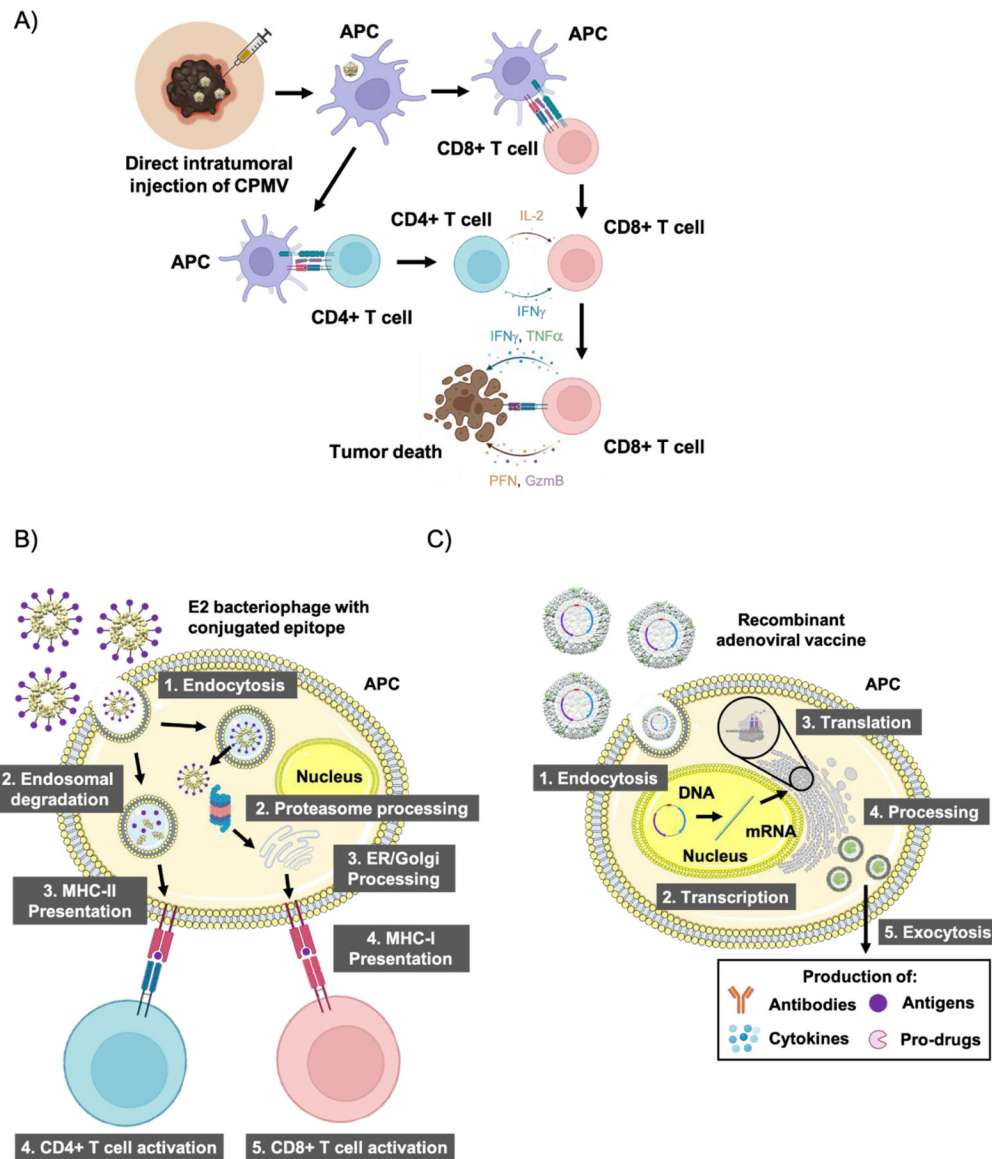 A)
APC
APC
Direct intratumoral
injection of CPMV
CD8+ T cell
CD4+ T cell
IL-2
CD8+ T cell
APC
CD4+ T cell
IFNγ
IFNγ, TNFα
Tumor death
CD8+ T cell
PFN, GzmB
B)
E2 bacteriophage with
conjugated epitope
1. Endocytosis
APC
2. Endosomal
degradation
Nucleus
2. Proteasome processing
3. ER/Golgi
Processing
3. MHC-II
Presentation
4. MHC-I
Presentation
4. CD4+ T cell activation
5. CD8+ T cell activation
C)
Recombinant
adenoviral vaccine
APC
3. Translation
1. Endocytosis
DNA
mRNA
Nucleus
4. Processing
2. Transcription
5. Exocytosis
Production of:
Antibodies
Antigens
Cytokines
Pro-drugs